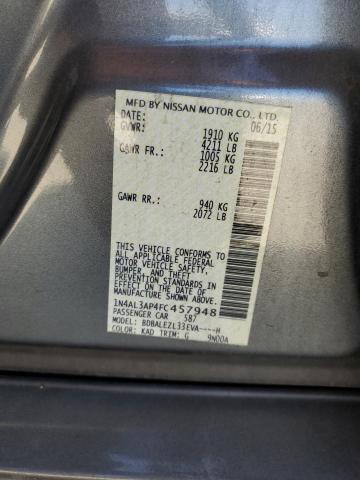 MFD BY NISSAN MOTOR CO., LTD.
DATE: 06/15
GVWR: 1910 KG
4211 LB
GAWR FR.: 1005 KG
2216 LB
GAWR RR.: 940 KG
2072 LB
THIS VEHICLE CONFORMS TO
ALL APPLICABLE FEDERAL
MOTOR VEHICLE SAFETY,
BUMPER, AND THEFT
PREVENTION STANDARDS IN
EFFECT ON THE DATE OF
MANUFACTURE SHOWN ABOVE.
1N4AL3AP4FC457948
PASSENGER CAR 587
MODEL: BDBALEZL33EVA----H
COLOR: KAD TRIM: G 9N00A